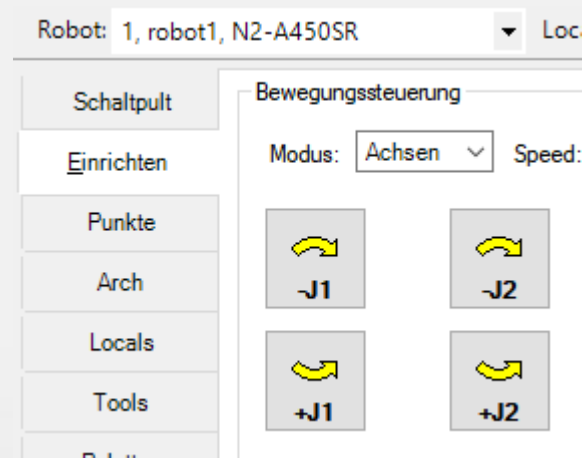 Robot: 1, robot1, N2-A450SR
Schaltpult
Einrichten
Punkte
Arch
Locals
Tools
Bewegungssteuerung
Modus: Achsen Speed:
-J1 -J2
+J1 +J2